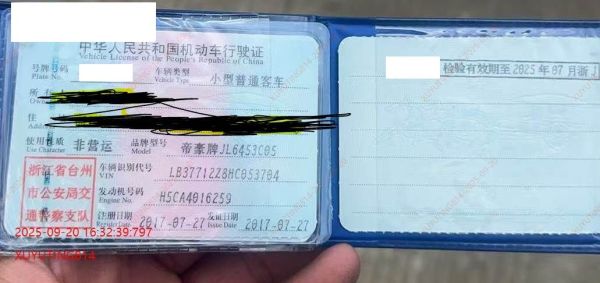 中华人民共和国机动车行驶证
Vehicle License of the People's Republic of China
号牌号码
Plate No.
车辆类型
Vehicle Type
小型普通客车
所
住
使用性质
Use Character
非营运
品牌型号
Model
帝豪牌JL6453C05
车辆识别代号
VIN
LB37712Z8HC053704
发动机号码
Engine No.
H5CA4016259
注册日期
Register Date
2017-07-27
发证日期
Issue Date
2017-07-27
浙江省台州
市公安局交
通警察支队
检验有效期至2025年07月浙J
2025-09-20 16:32:39:797